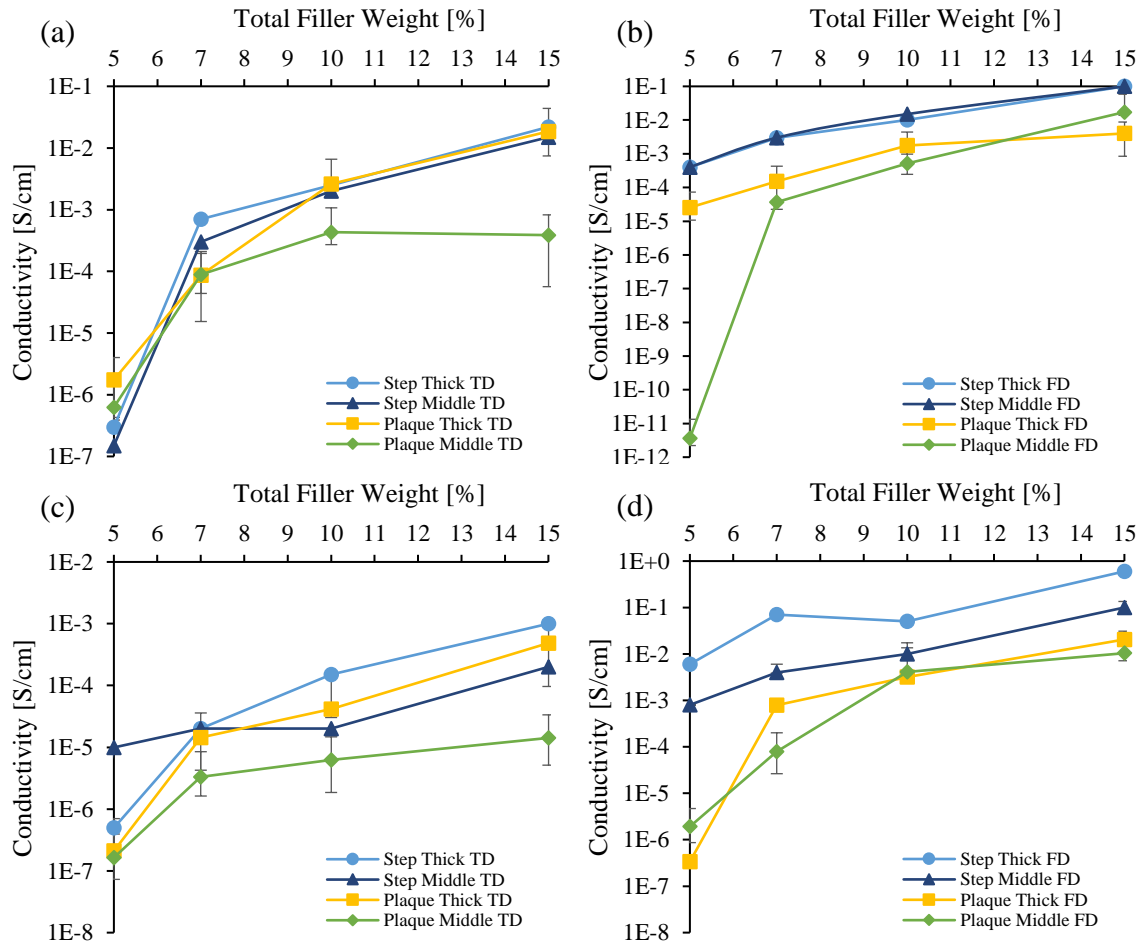 (a)
Total Filler Weight [%]
5 6 7 8 9 10 11 12 13 14 15
1E-1
1E-2
1E-3
1E-4
1E-5
1E-6
1E-7
Conductivity [S/cm]
Step Thick TD
Step Middle TD
Plaque Thick TD
Plaque Middle TD
(b)
Total Filler Weight [%]
5 6 7 8 9 10 11 12 13 14 15
1E-1
1E-2
1E-3
1E-4
1E-5
1E-6
1E-7
1E-8
1E-9
1E-10
1E-11
1E-12
Conductivity [S/cm]
Step Thick FD
Step Middle FD
Plaque Thick FD
Plaque Middle FD
(c)
Total Filler Weight [%]
5 6 7 8 9 10 11 12 13 14 15
1E-2
1E-3
1E-4
1E-5
1E-6
1E-7
1E-8
Conductivity [S/cm]
Step Thick TD
Step Middle TD
Plaque Thick TD
Plaque Middle TD
(d)
Total Filler Weight [%]
5 6 7 8 9 10 11 12 13 14 15
1E+0
1E-1
1E-2
1E-3
1E-4
1E-5
1E-6
1E-7
1E-8
Conductivity [S/cm]
Step Thick FD
Step Middle FD
Plaque Thick FD
Plaque Middle FD